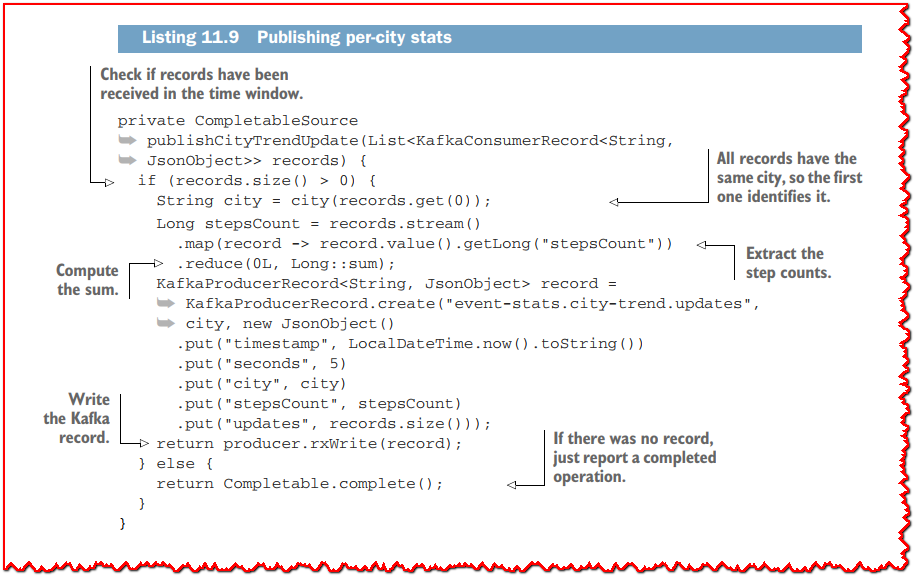 Listing 11.9 Publishing per-city stats
Check if records have been
received in the time window.
private CompletableSource
➥ publishCityTrendUpdate(List<KafkaConsumerRecord<String,
➥ JsonObject>> records) {
if (records.size() > 0) {
String city = city(records.get(0));
All records have the
same city, so the first
one identifies it.
Long stepsCount = records.stream()
.map(record -> record.value().getLong("stepsCount"))
Extract the
step counts.
.reduce(0L, Long::sum);
Compute
the sum.
KafkaProducerRecord<String, JsonObject> record =
➥ KafkaProducerRecord.create("event-stats.city-trend.updates",
➥ city, new JsonObject()
.put("timestamp", LocalDateTime.now().toString())
.put("seconds", 5)
.put("city", city)
.put("stepsCount", stepsCount)
.put("updates", records.size()));
Write
the Kafka
record.
return producer.rxWrite(record);
} else {
return Completable.complete();
If there was no record,
just report a completed
operation.
}
}